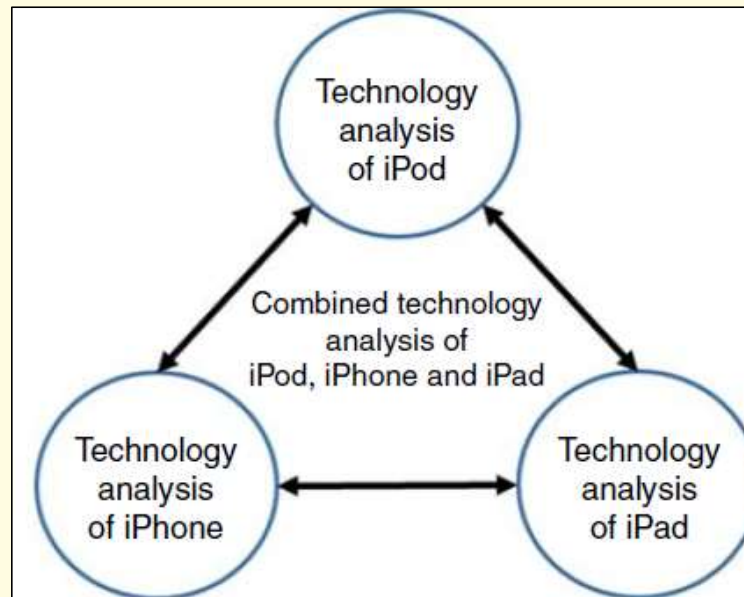 Technology
analysis
of iPod
Combined technology
analysis of
iPod, iPhone and iPad
Technology
analysis
of iPhone
Technology
analysis
of iPad